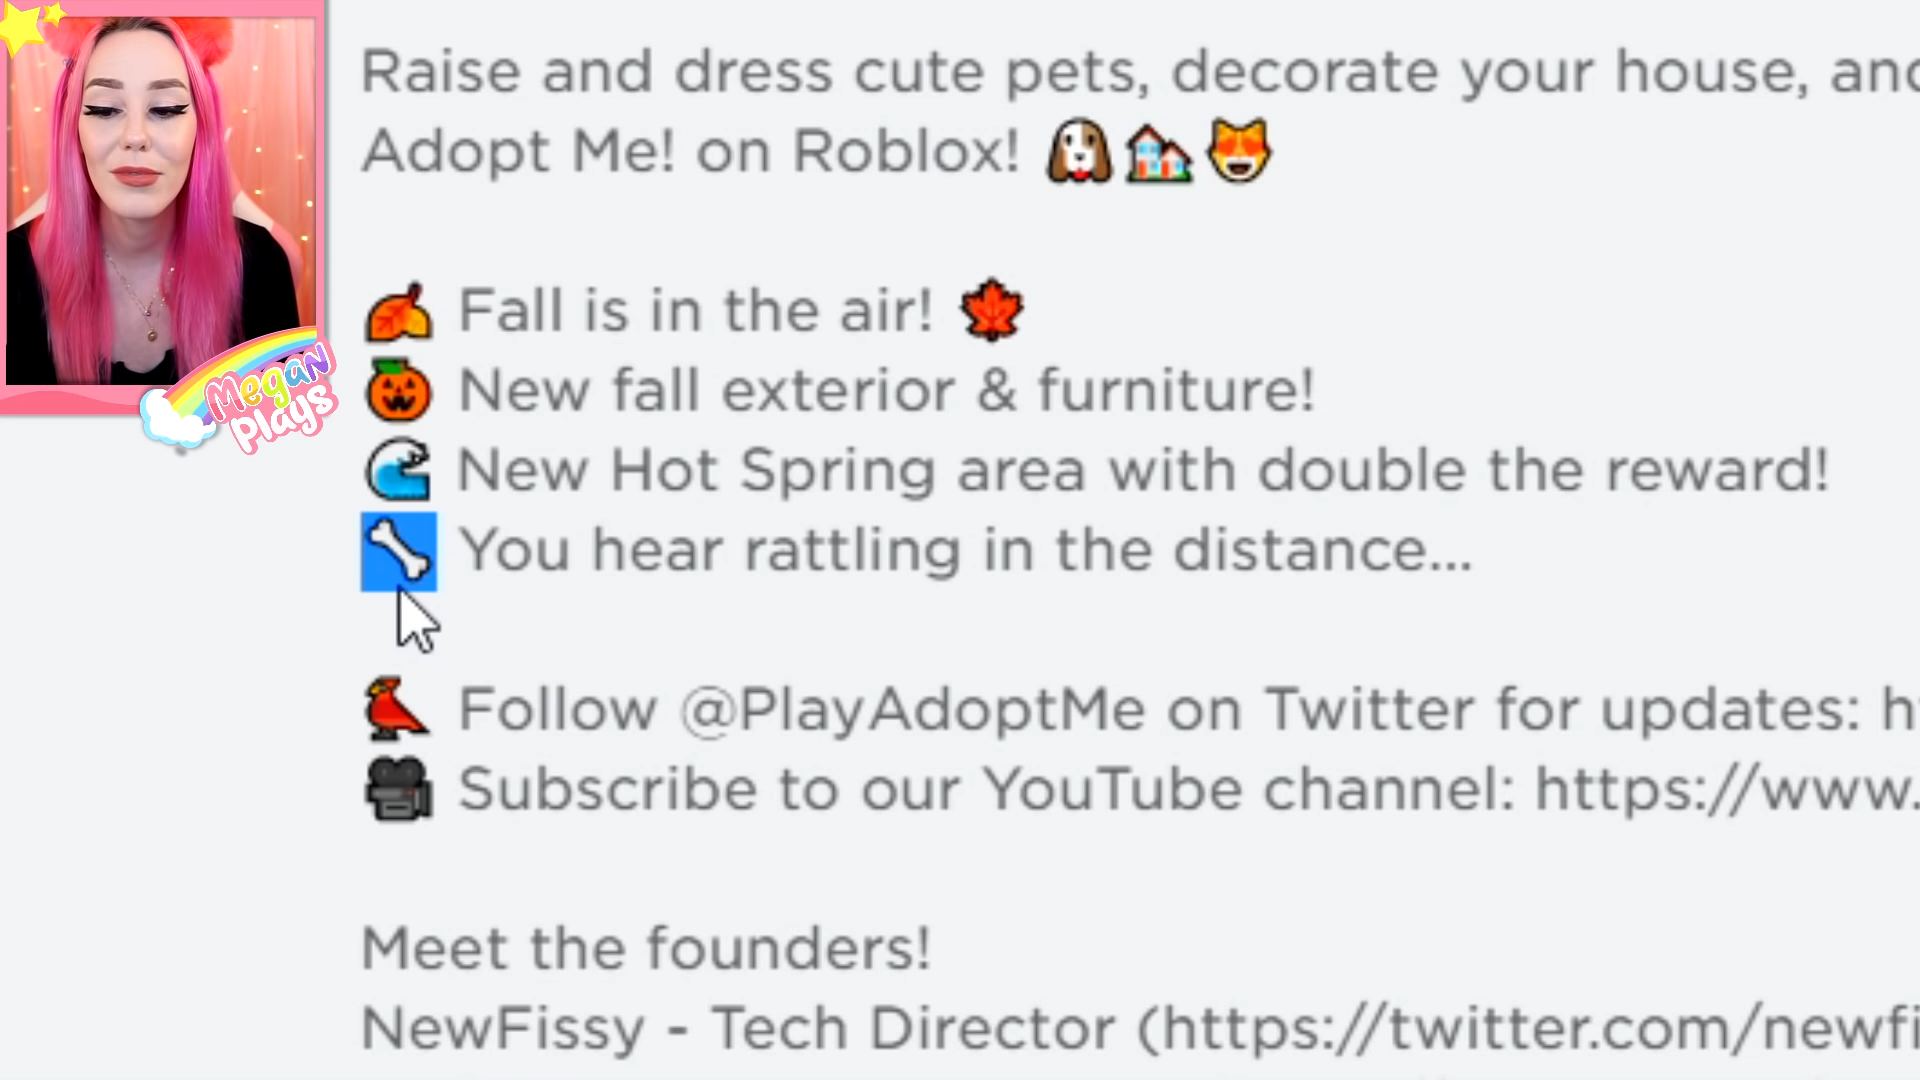 Raise and dress cute pets, decorate your house, and
Adopt Me! on Roblox! 🐶🏘️😻
🍂 Fall is in the air! 🍁
🎃 New fall exterior & furniture!
🌊 New Hot Spring area with double the reward!
🦴 You hear rattling in the distance...
🐦 Follow @PlayAdoptMe on Twitter for updates: h
🎥 Subscribe to our YouTube channel: https://www.
Meet the founders!
NewFissy - Tech Director (https://twitter.com/newfi
Megan
Plays